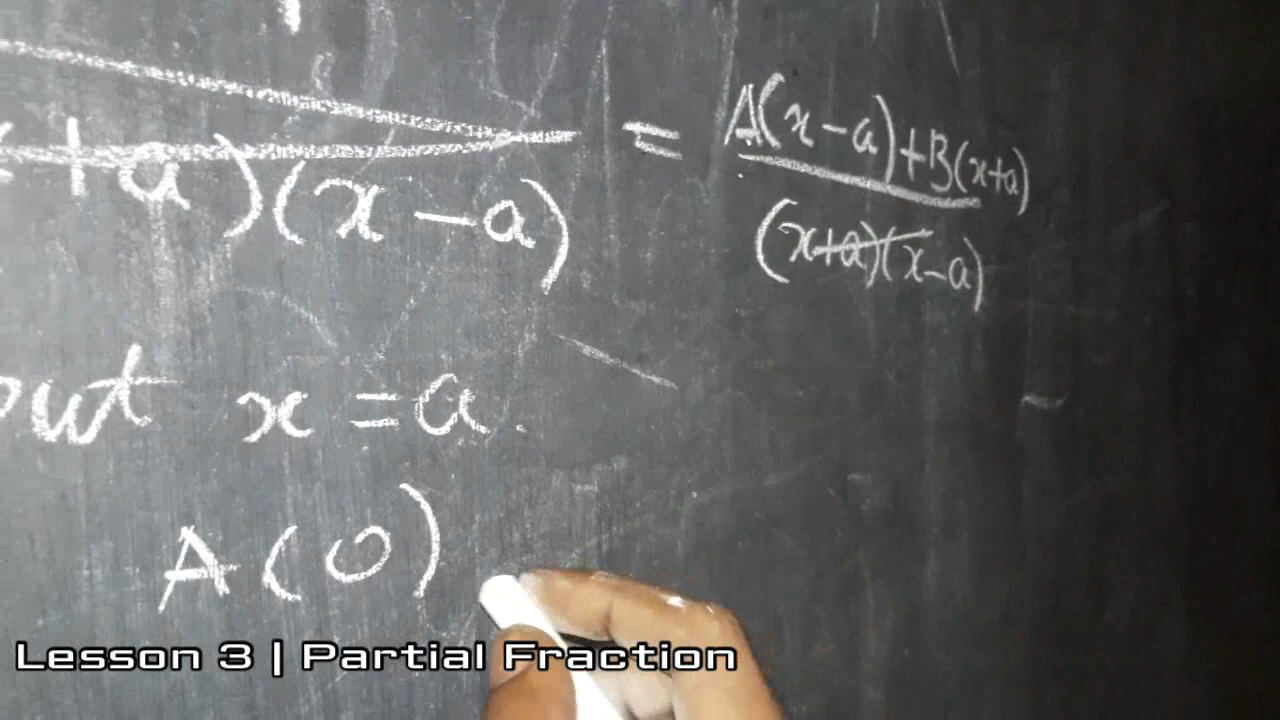 +a)(x-a) = A(x-a)+B(x+a)
(x+a)(x-a)
put x=a.
A(0)
Lesson 3 | Partial Fraction